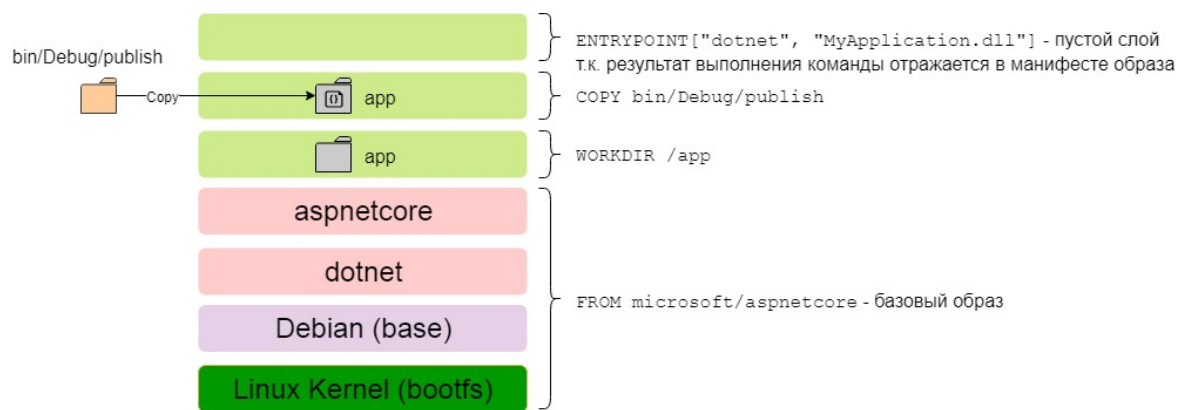 ENTRYPOINT["dotnet", "MyApplication.dll"] - пустой слой
т.к. результат выполнения команды отражается в манифесте образа
bin/Debug/publish
Copy
app
COPY bin/Debug/publish
app
WORKDIR /app
aspnetcore
dotnet
FROM microsoft/aspnetcore - базовый образ
Debian (base)
Linux Kernel (bootfs)